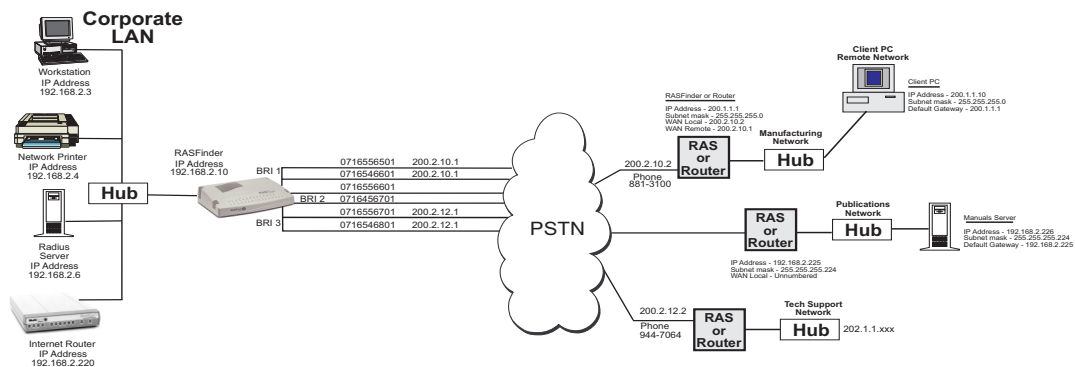 Corporate
LAN
Workstation
IP Address
192.168.2.3
Network Printer
IP Address
192.168.2.4
Radius
Server
IP Address
192.168.2.6
Internet Router
IP Address
192.168.2.220
Hub
RASFinder
IP Address
192.168.2.10
BRI 1
BRI 2
BRI 3
0716556501 200.2.10.1
0716546601 200.2.10.1
0716556601
0716456701
0716556701 200.2.12.1
0716546801 200.2.12.1
PSTN
200.2.10.2
Phone
881-3100
RASFinder or Router
IP Address - 200.1.1.1
Subnet mask - 255.255.255.0
WAN Local - 200.2.10.2
WAN Remote - 200.2.10.1
RAS
or
Router
Manufacturing
Network
Hub
Client PC
Remote Network
Client PC
IP Address - 200.1.1.10
Subnet mask - 255.255.255.0
Default Gateway - 200.1.1.1
RAS
or
Router
IP Address - 192.168.2.225
Subnet mask - 255.255.255.224
WAN Local - Unnumbered
Publications
Network
Hub
Manuals Server
IP Address - 192.168.2.226
Subnet mask - 255.255.255.224
Default Gateway - 192.168.2.225
200.2.12.2
Phone
944-7064
RAS
or
Router
Tech Support
Network
Hub
202.1.1.xxx